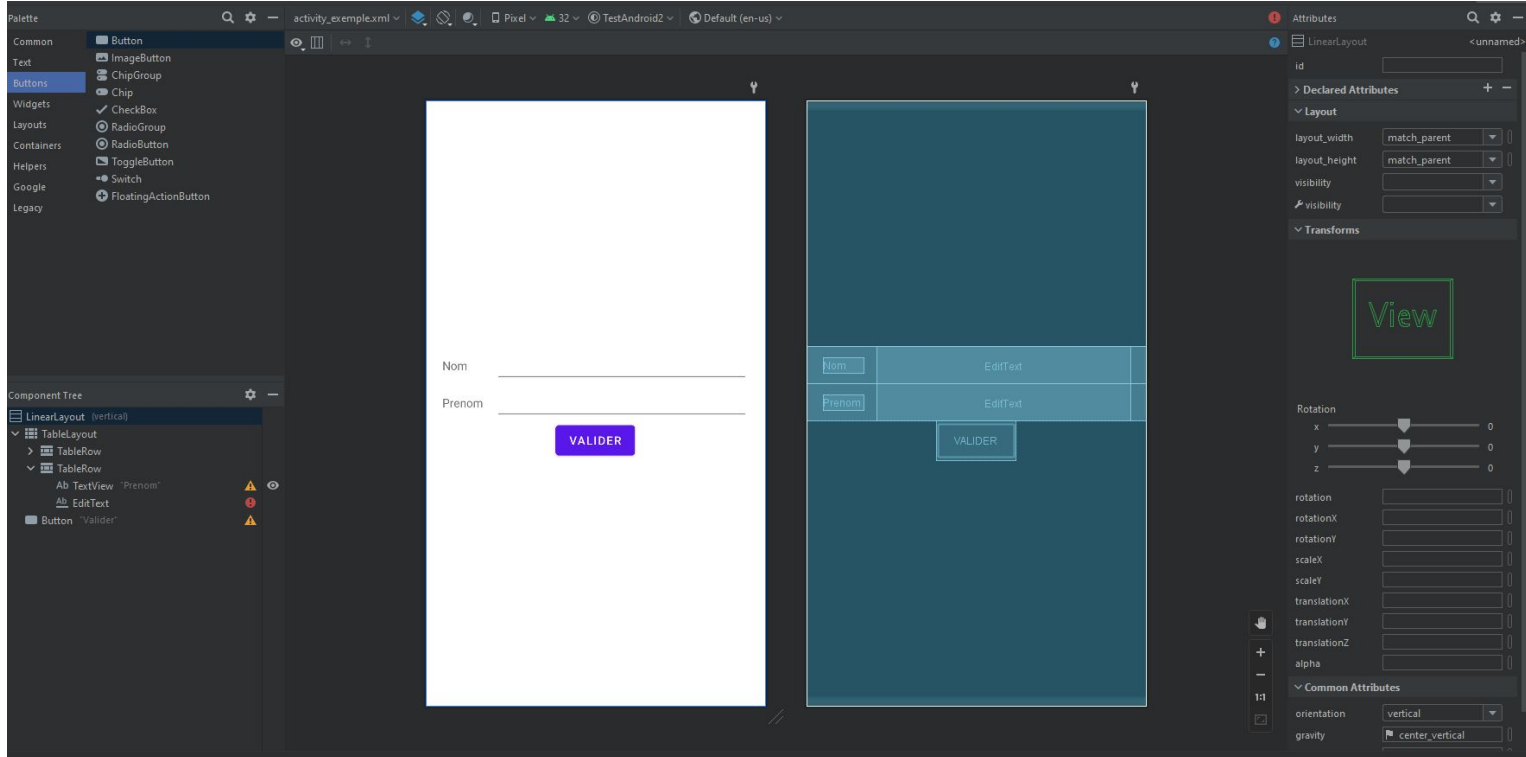 Palette
Common
Text
Buttons
Widgets
Layouts
Containers
Helpers
Google
Legacy
Button
ImageButton
ChipGroup
Chip
CheckBox
RadioGroup
RadioButton
ToggleButton
Switch
FloatingActionButton
Component Tree
LinearLayout (vertical)
TableLayout
TableRow
TableRow
Ab TextView "Prenom"
Ab EditText
Button "Valider"
activity_exemple.xml Pixel 32 TestAndroid2 Default (en-us)
Nom
Prenom
VALIDER
Nom EditText
Prenom EditText
VALIDER
1:1
Attributes
LinearLayout <unnamed>
id
Declared Attributes
Layout
layout_width match_parent
layout_height match_parent
visibility
visibility
Transforms
View
Rotation
x 0
y 0
z 0
rotation
rotationX
rotationY
scaleX
scaleY
translationX
translationY
translationZ
alpha
Common Attributes
orientation vertical
gravity center_vertical